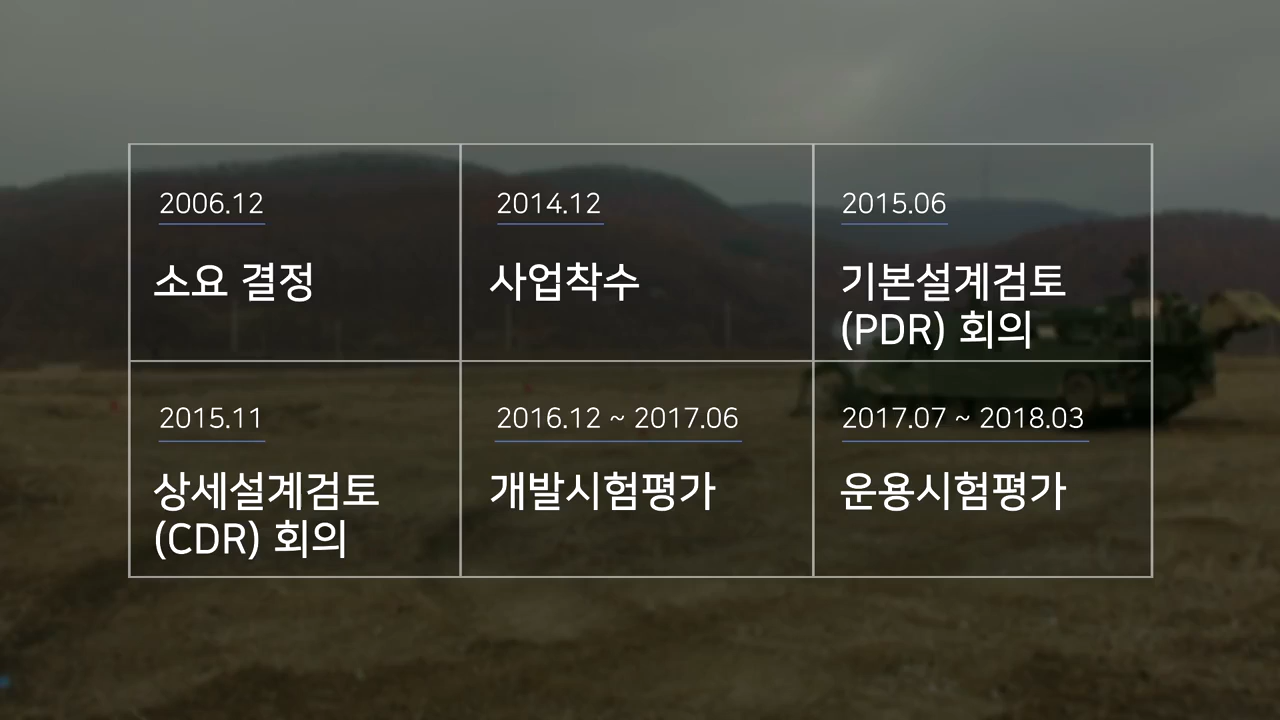 2006.12
소요 결정
2014.12
사업착수
2015.06
기본설계검토
(PDR) 회의
2015.11
상세설계검토
(CDR) 회의
2016.12 ~ 2017.06
개발시험평가
2017.07 ~ 2018.03
운용시험평가